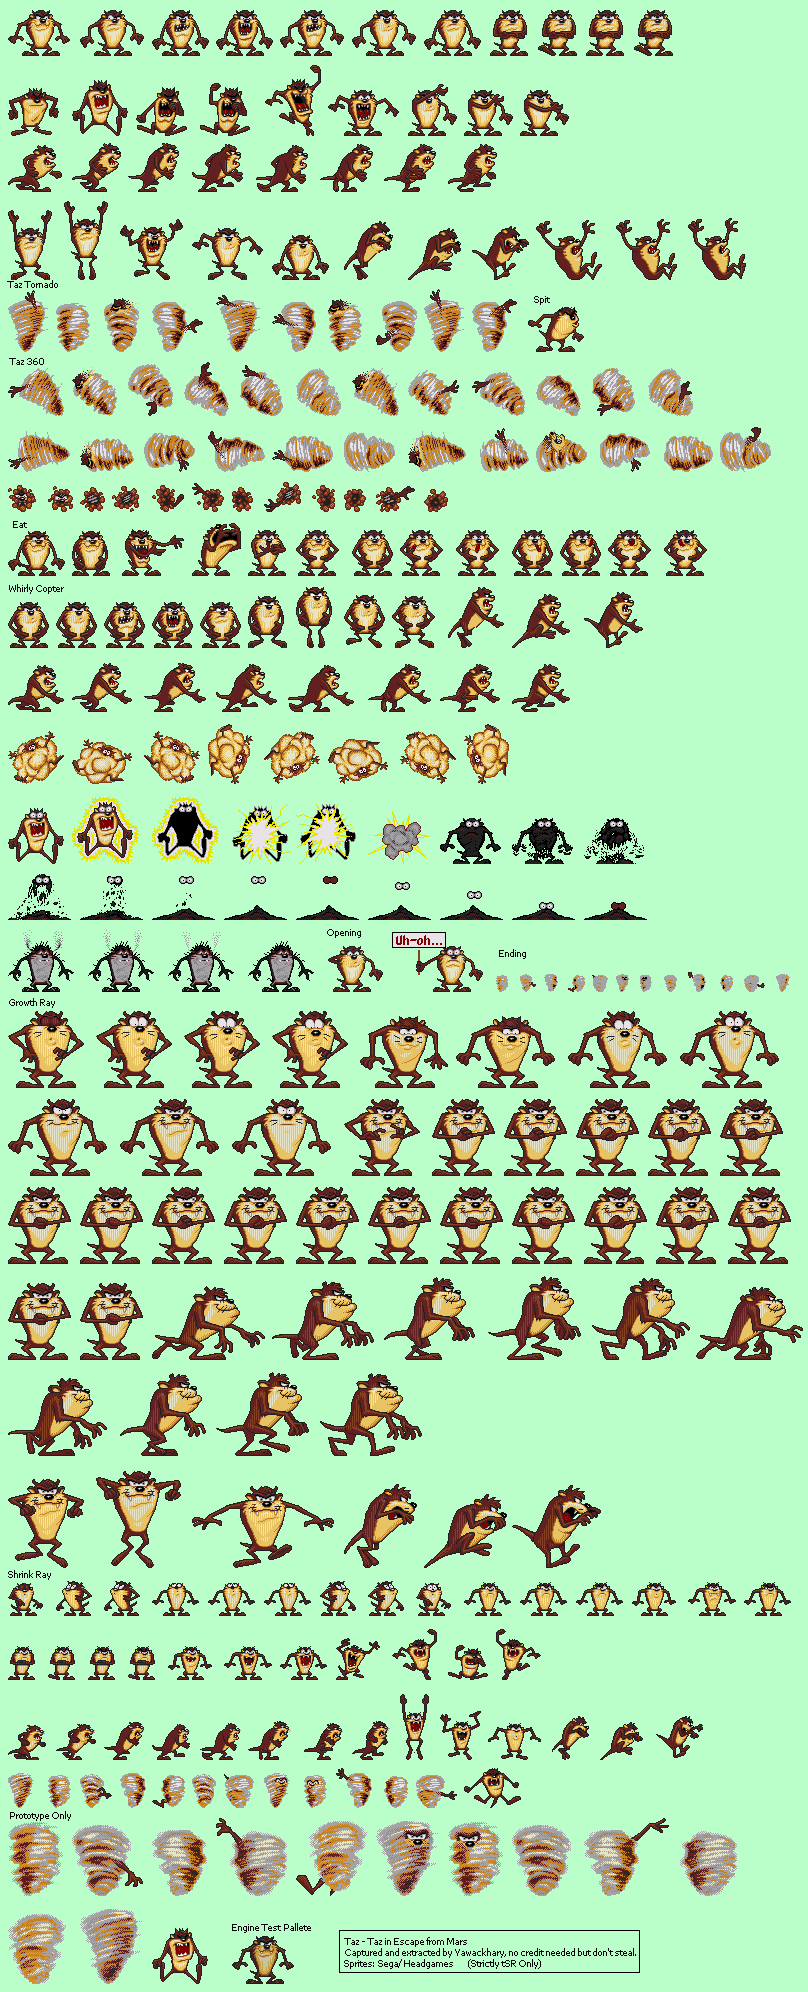 Taz Tornado
Spit
Taz 360
Eat
Whirly Copter
Opening
Uh-oh...
Ending
Growth Ray
Shrink Ray
Prototype Only
Engine Test Pallete
Taz - Taz in Escape from Mars
Captured and extracted by Yawackhary, no credit needed but don't steal.
Sprites: Sega/Headgames (Strictly tSR Only)